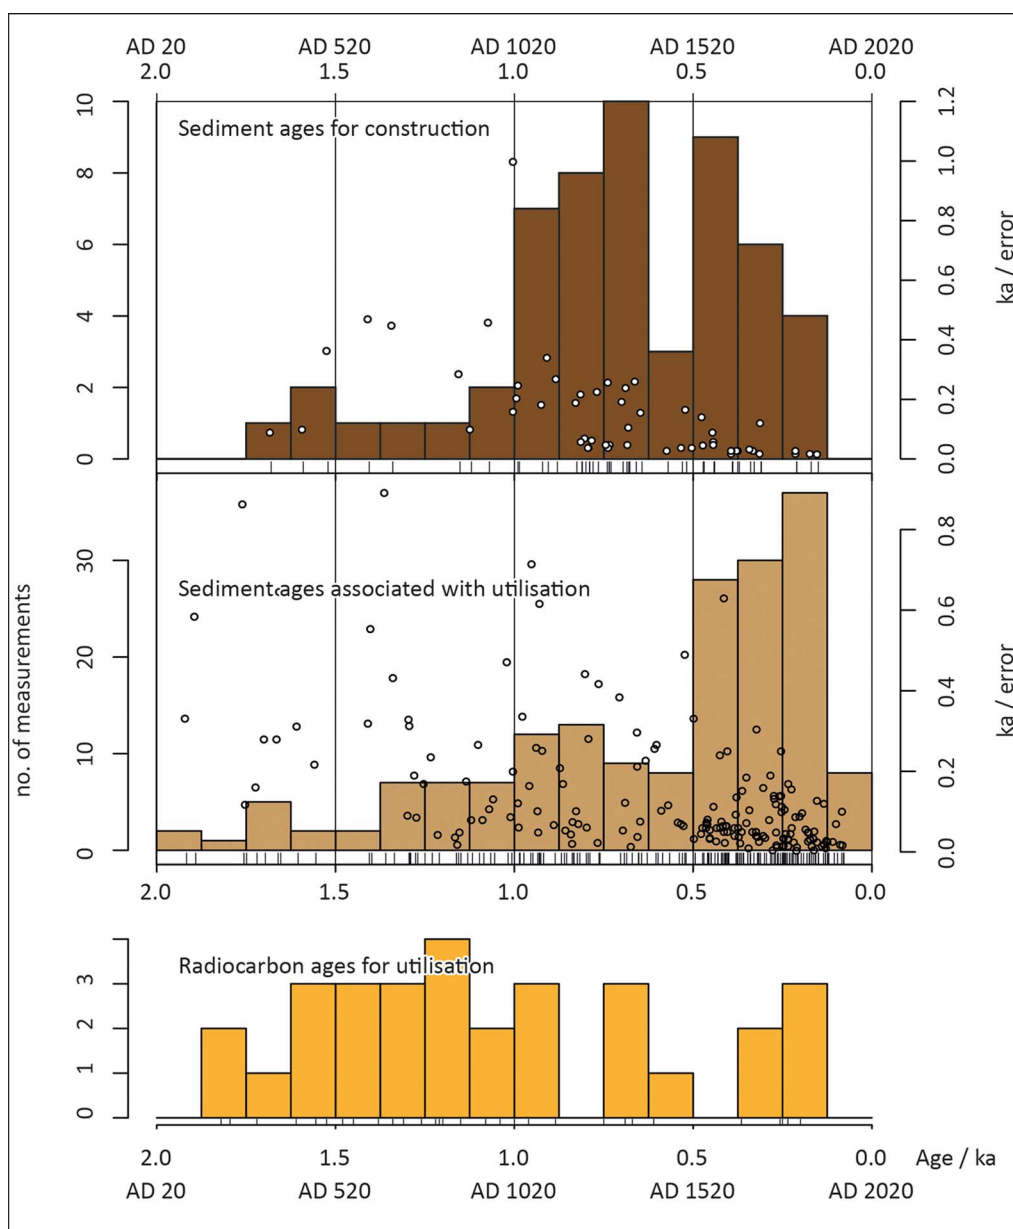 AD 20 AD 520 AD 1020 AD 1520 AD 2020
2.0 1.5 1.0 0.5 0.0
Sediment ages for construction
10
8
6
4
2
0
1.2
1.0
0.8
0.6
0.4
0.2
0.0
ka / error
Sediment ages associated with utilisation
no. of measurements
30
20
10
0
0.8
0.6
0.4
0.2
0.0
ka / error
2.0 1.5 1.0 0.5 0.0
Radiocarbon ages for utilisation
3
2
1
0
2.0 1.5 1.0 0.5 0.0 Age / ka
AD 20 AD 520 AD 1020 AD 1520 AD 2020